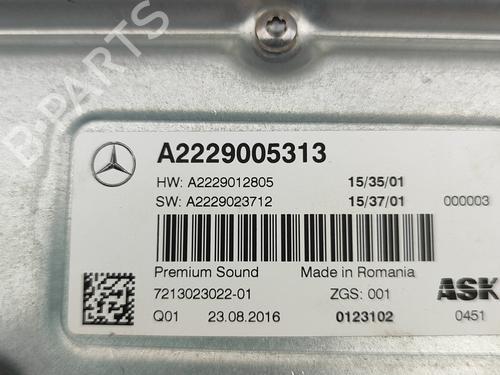 B-PARTS
A2229005313
HW: A2229012805 15/35/01
SW: A2229023712 15/37/01 000003
Premium Sound Made in Romania
7213023022-01 ZGS: 001 ASK
Q01 23.08.2016 0123102 0451